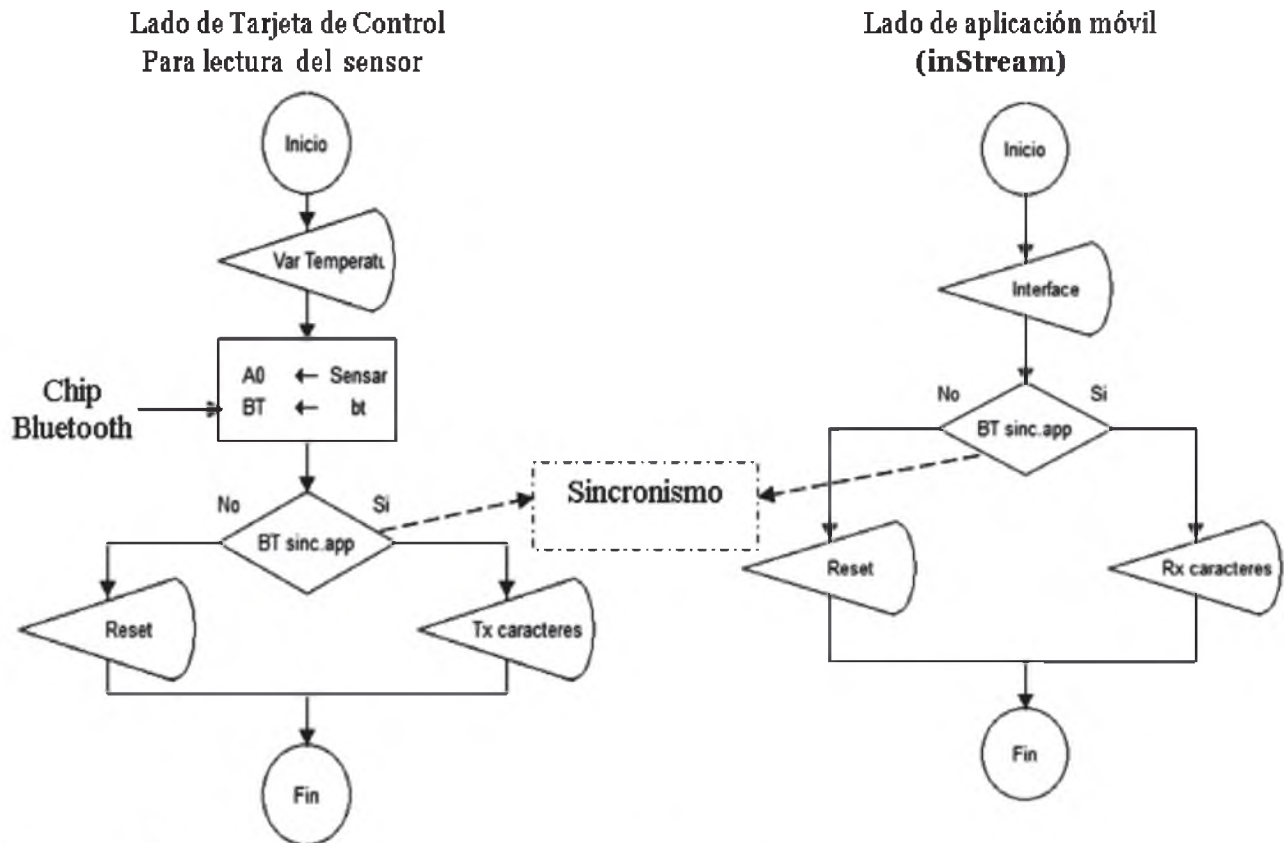 Lado de Tarjeta de Control
Para lectura del sensor
Inicio
Var Temperatu
A0 ← Sensar
BT ← bt
Chip
Bluetooth
No
Si
BT sinc.app
Reset
Tx caracteres
Fin
Sincronismo
Lado de aplicación móvil
(inStream)
Inicio
Interface
No
Si
BT sinc.app
Reset
Rx caracteres
Fin